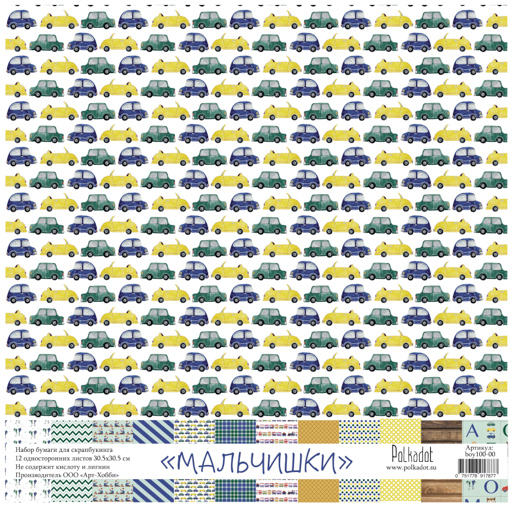 Набор бумаги для скрапбукинга
12 односторонних листов 30.5х30.5 см
Не содержит кислоту и лигнин
Производитель ООО «Арт-Хобби»
«МАЛЬЧИШКИ»
Polkadot
www.polkadot.su
Артикул:
boy100-00
A
O